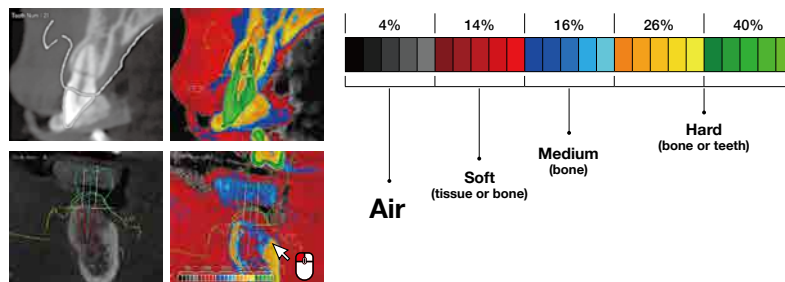 4%
14%
16%
26%
40%
Air
Soft
(tissue or bone)
Medium
(bone)
Hard
(bone or teeth)